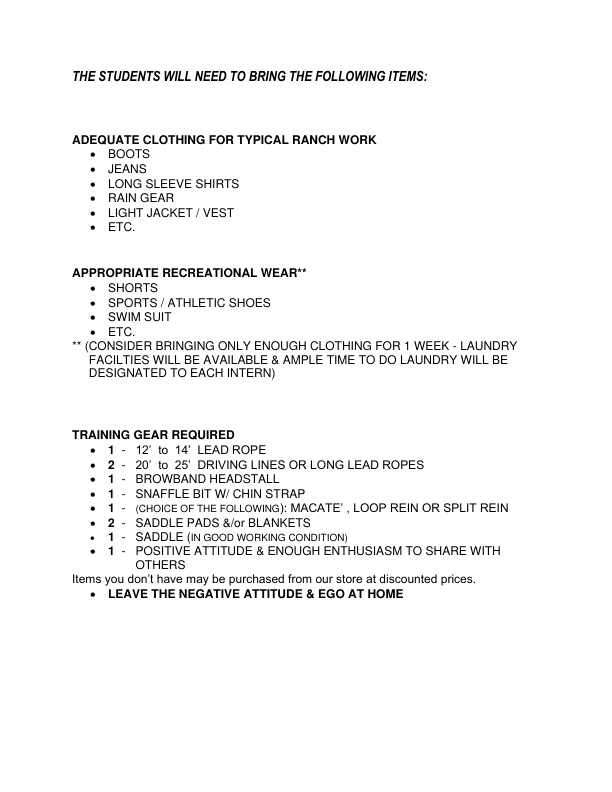 THE STUDENTS WILL NEED TO BRING THE FOLLOWING ITEMS:
ADEQUATE CLOTHING FOR TYPICAL RANCH WORK
• BOOTS
• JEANS
• LONG SLEEVE SHIRTS
• RAIN GEAR
• LIGHT JACKET / VEST
• ETC.
APPROPRIATE RECREATIONAL WEAR**
• SHORTS
• SPORTS / ATHLETIC SHOES
• SWIM SUIT
• ETC.
** (CONSIDER BRINGING ONLY ENOUGH CLOTHING FOR 1 WEEK - LAUNDRY
FACILTIES WILL BE AVAILABLE & AMPLE TIME TO DO LAUNDRY WILL BE
DESIGNATED TO EACH INTERN)
TRAINING GEAR REQUIRED
• 1 - 12’ to 14’ LEAD ROPE
• 2 - 20’ to 25’ DRIVING LINES OR LONG LEAD ROPES
• 1 - BROWBAND HEADSTALL
• 1 - SNAFFLE BIT W/ CHIN STRAP
• 1 - (CHOICE OF THE FOLLOWING): MACATE’ , LOOP REIN OR SPLIT REIN
• 2 - SADDLE PADS &/or BLANKETS
• 1 - SADDLE (IN GOOD WORKING CONDITION)
• 1 - POSITIVE ATTITUDE & ENOUGH ENTHUSIASM TO SHARE WITH
OTHERS
Items you don’t have may be purchased from our store at discounted prices.
• LEAVE THE NEGATIVE ATTITUDE & EGO AT HOME